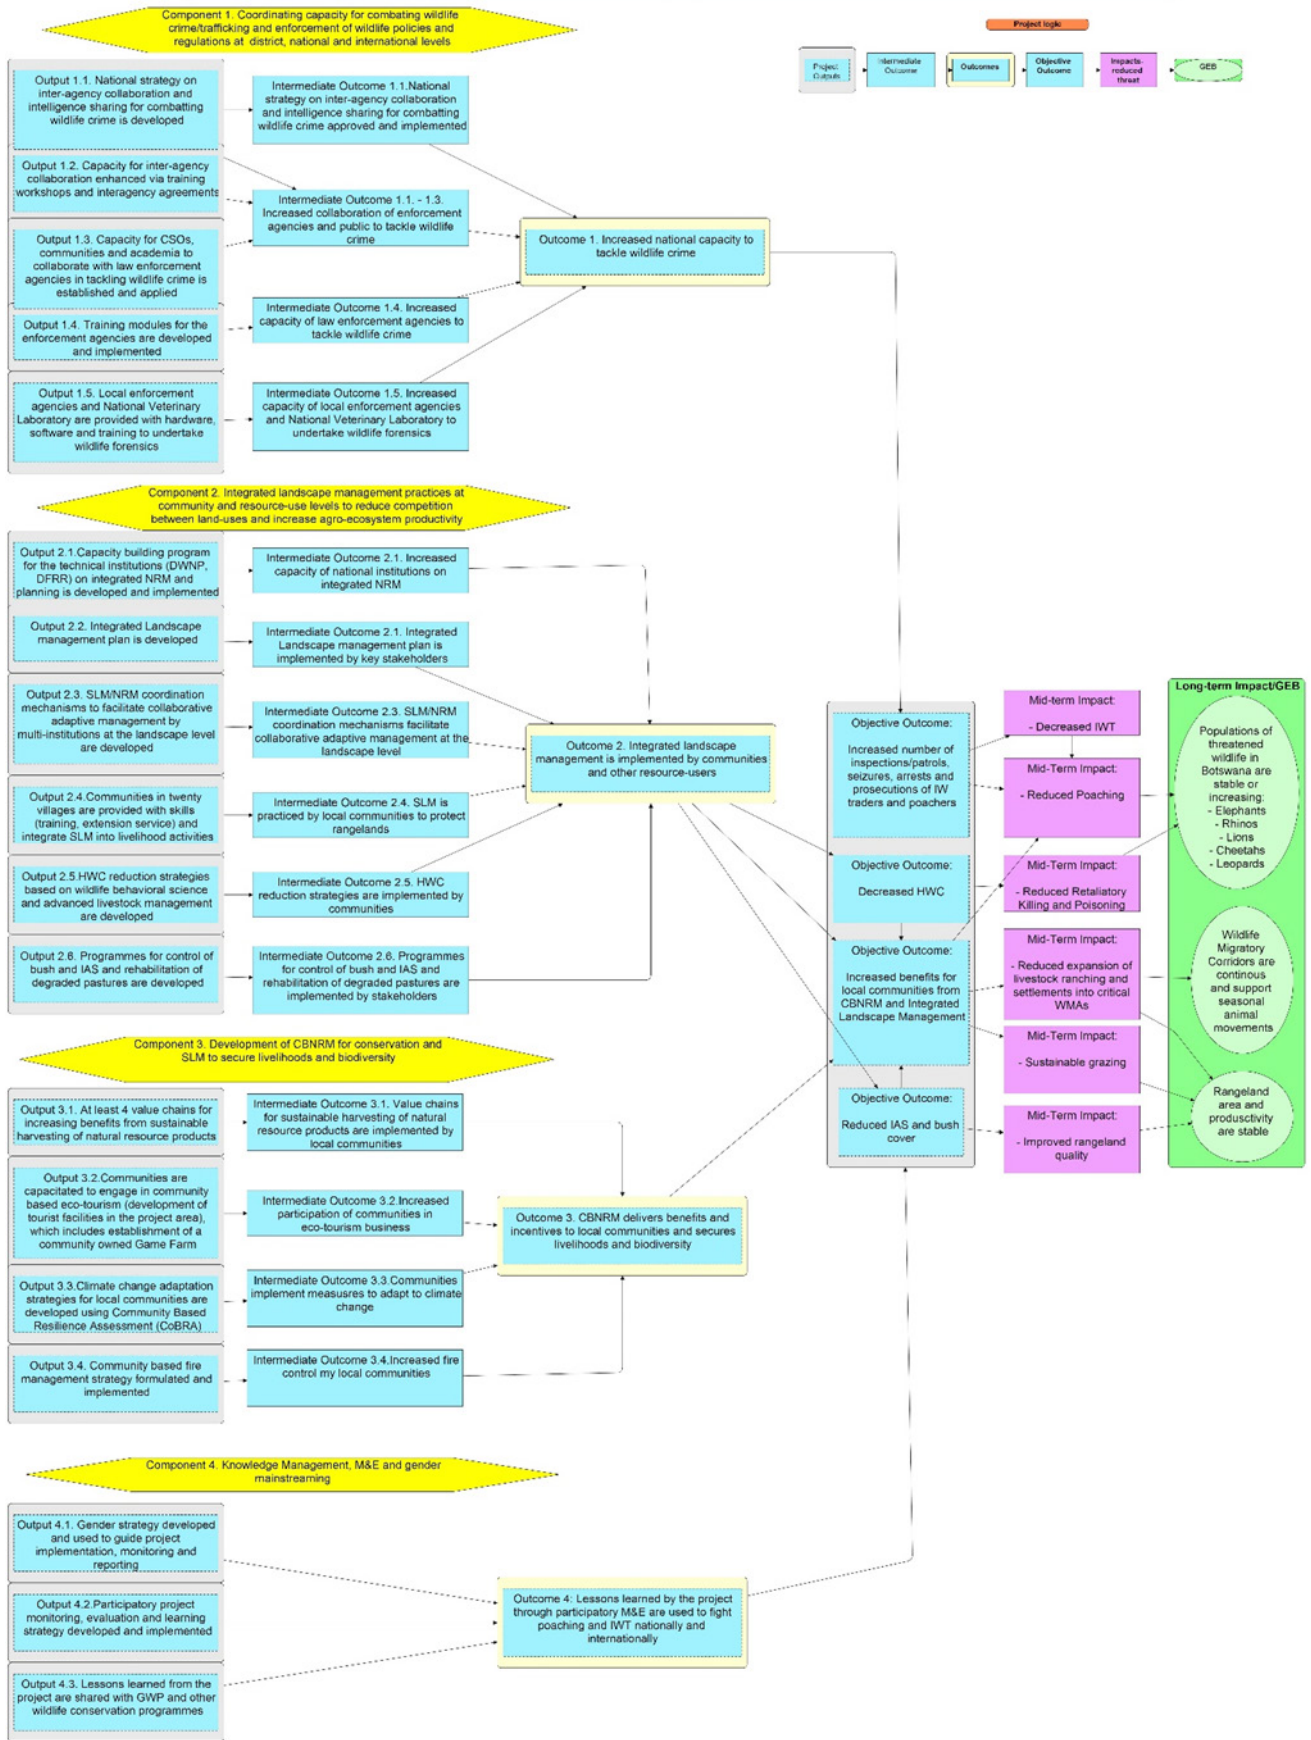 Component 1. Coordinating capacity for combating wildlife
crime/trafficking and enforcement of wildlife policies and
regulations at district, national and international levels
Project logic
Project
Outputs
Intermediate
Outcome
Outcomes
Objective
Outcome
Impacts-
reduced
threat
GEB
Output 1.1. National strategy on
inter-agency collaboration and
intelligence sharing for combatting
wildlife crime is developed
Intermediate Outcome 1.1.National
strategy on inter-agency collaboration
and intelligence sharing for combatting
wildlife crime approved and implemented
Output 1.2. Capacity for inter-agency
collaboration enhanced via training
workshops and interagency agreements
Intermediate Outcome 1.1. - 1.3.
Increased collaboration of enforcement
agencies and public to tackle wildlife
crime
Output 1.3. Capacity for CSOs,
communities and academia to
collaborate with law enforcement
agencies in tackling wildlife crime is
established and applied
Outcome 1. Increased national capacity to
tackle wildlife crime
Output 1.4. Training modules for the
enforcement agencies are developed
and implemented
Intermediate Outcome 1.4. Increased
capacity of law enforcement agencies to
tackle wildlife crime
Output 1.5. Local enforcement
agencies and National Veterinary
Laboratory are provided with hardware,
software and training to undertake
wildlife forensics
Intermediate Outcome 1.5. Increased
capacity of local enforcement agencies
and National Veterinary Laboratory to
undertake wildlife forensics
Component 2. Integrated landscape management practices at
community and resource-use levels to reduce competition
between land-uses and increase agro-ecosystem productivity
Output 2.1.Capacity building program
for the technical institutions (DWNP,
DFRR) on integrated NRM and
planning is developed and implemented
Intermediate Outcome 2.1. Increased
capacity of national institutions on
integrated NRM
Output 2.2. Integrated Landscape
management plan is developed
Intermediate Outcome 2.1. Integrated
Landscape management plan is
implemented by key stakeholders
Output 2.3. SLM/NRM coordination
mechanisms to facilitate collaborative
adaptive management by
multi-institutions at the landscape level
are developed
Intermediate Outcome 2.3. SLM/NRM
coordination mechanisms facilitate
collaborative adaptive management at the
landscape level
Outcome 2. Integrated landscape
management is implemented by communities
and other resource-users
Output 2.4.Communities in twenty
villages are provided with skills
(training, extension service) and
integrate SLM into livelihood activities
Intermediate Outcome 2.4. SLM is
practiced by local communities to protect
rangelands
Output 2.5.HWC reduction strategies
based on wildlife behavioral science
and advanced livestock management
are developed
Intermediate Outcome 2.5. HWC
reduction strategies are implemented by
communities
Output 2.6. Programmes for control of
bush and IAS and rehabilitation of
degraded pastures are developed
Intermediate Outcome 2.6. Programmes
for control of bush and IAS and
rehabilitation of degraded pastures are
implemented by stakeholders
Objective Outcome:
Increased number of
inspections/patrols,
seizures, arrests and
prosecutions of IW
traders and poachers
Objective Outcome:
Decreased HWC
Objective Outcome:
Increased benefits for
local communities from
CBNRM and Integrated
Landscape Management
Objective Outcome:
Reduced IAS and bush
cover
Mid-term Impact:
- Decreased IWT
Mid-Term Impact:
- Reduced Poaching
Mid-Term Impact:
- Reduced Retaliatory
Killing and Poisoning
Mid-Term Impact:
- Reduced expansion of
livestock ranching and
settlements into critical
WMAs
Mid-Term Impact:
- Sustainable grazing
Mid-Term Impact:
- Improved rangeland
quality
Long-term Impact/GEB
Populations of
threatened
wildlife in
Botswana are
stable or
increasing:
- Elephants
- Rhinos
- Lions
- Cheetahs
- Leopards
Wildlife
Migratory
Corridors are
continous
and support
seasonal
animal
movements
Rangeland
area and
produsctivity
are stable
Component 3. Development of CBNRM for conservation and
SLM to secure livelihoods and biodiversity
Output 3.1. At least 4 value chains for
increasing benefits from sustainable
harvesting of natural resource products
Intermediate Outcome 3.1. Value chains
for sustainable harvesting of natural
resource products are implemented by
local communities
Output 3.2.Communities are
capacitated to engage in community
based eco-tourism (development of
tourist facilities in the project area),
which includes establishment of a
community owned Game Farm
Intermediate Outcome 3.2.Increased
participation of communities in
eco-tourism business
Outcome 3. CBNRM delivers benefits and
incentives to local communities and secures
livelihoods and biodiversity
Output 3.3.Climate change adaptation
strategies for local communities are
developed using Community Based
Resilience Assessment (CoBRA)
Intermediate Outcome 3.3.Communities
implement measusres to adapt to climate
change
Output 3.4. Community based fire
management strategy formulated and
implemented
Intermediate Outcome 3.4.Increased fire
control my local communities
Component 4. Knowledge Management, M&E and gender
mainstreaming
Output 4.1. Gender strategy developed
and used to guide project
implementation, monitoring and
reporting
Output 4.2.Participatory project
monitoring, evaluation and learning
strategy developed and implemented
Outcome 4: Lessons learned by the project
through participatory M&E are used to fight
poaching and IWT nationally and
internationally
Output 4.3. Lessons learned from the
project are shared with GWP and other
wildlife conservation programmes